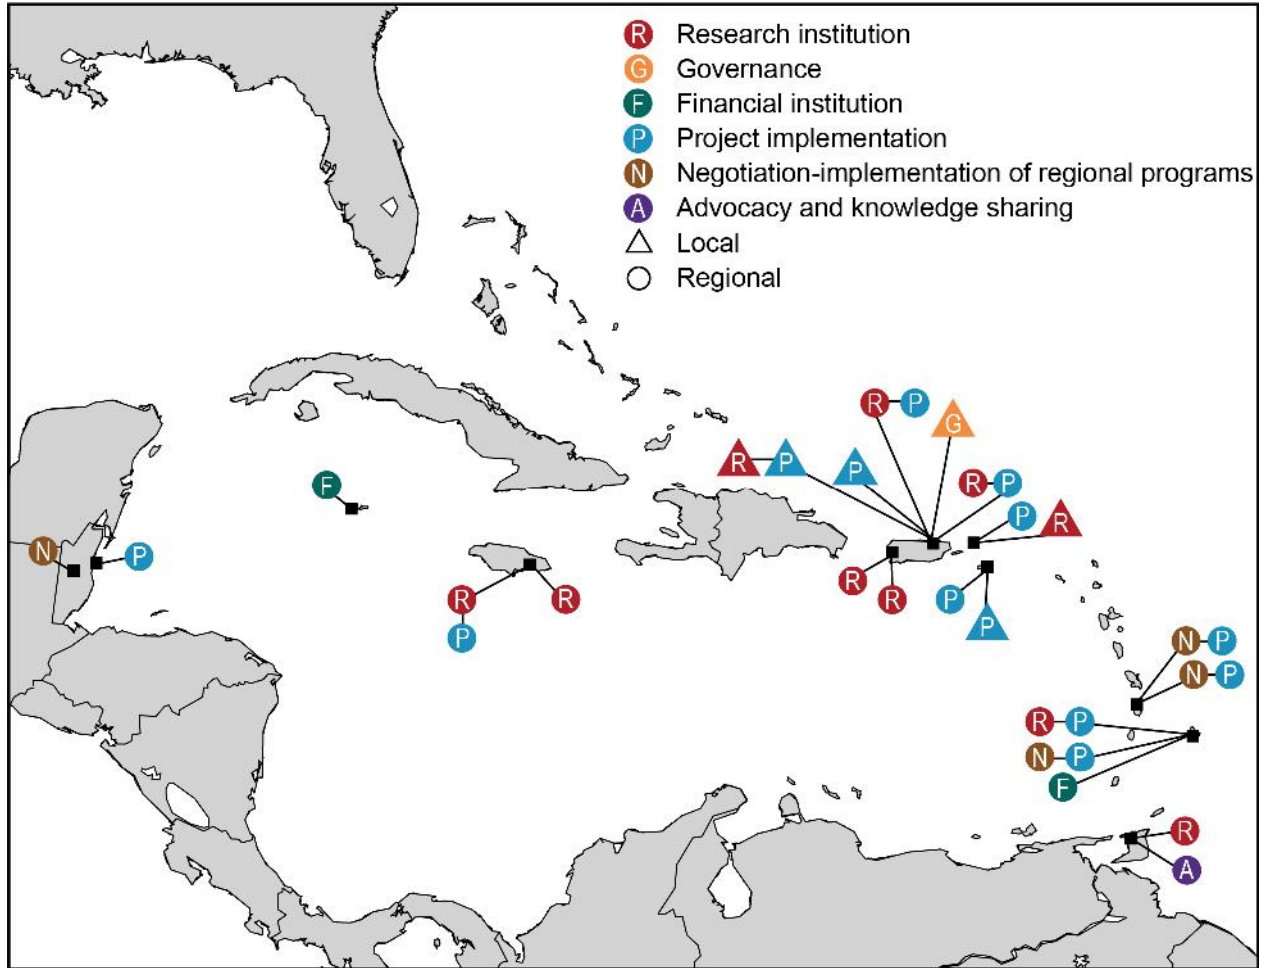 R Research institution
G Governance
F Financial institution
P Project implementation
N Negotiation-implementation of regional programs
A Advocacy and knowledge sharing
Local
Regional
R P
G
R P
P
R P
F
P
R
N
P
R
R
R
R
P
P
P
N P
N P
R P
N P
F
R
A